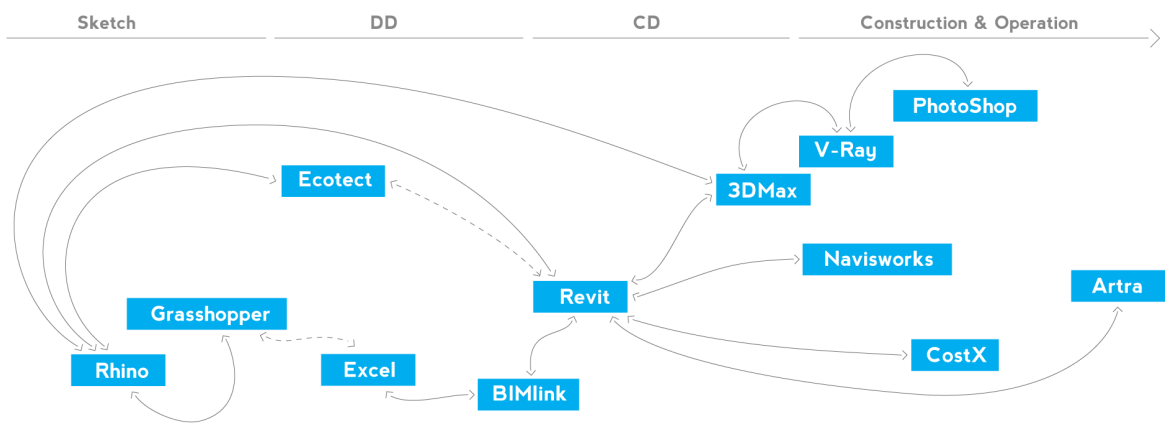 Sketch
DD
CD
Construction & Operation
PhotoShop
V-Ray
Ecotect
3DMax
Navisworks
Artra
Revit
Grasshopper
CostX
Rhino
Excel
BIMlink